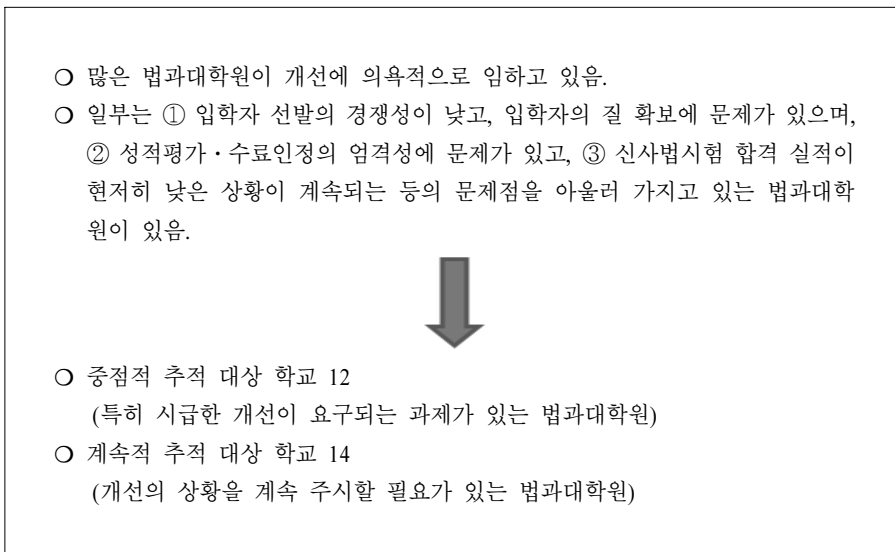 ❍ 많은 법과대학원이 개선에 의욕적으로 임하고 있음.
❍ 일부는 ① 입학자 선발의 경쟁성이 낮고, 입학자의 질 확보에 문제가 있으며,
② 성적평가·수료인정의 엄격성에 문제가 있고, ③ 신사법시험 합격 실적이
현저히 낮은 상황이 계속되는 등의 문제점을 아울러 가지고 있는 법과대학
원이 있음.
❍ 중점적 추적 대상 학교 12
(특히 시급한 개선이 요구되는 과제가 있는 법과대학원)
❍ 계속적 추적 대상 학교 14
(개선의 상황을 계속 주시할 필요가 있는 법과대학원)